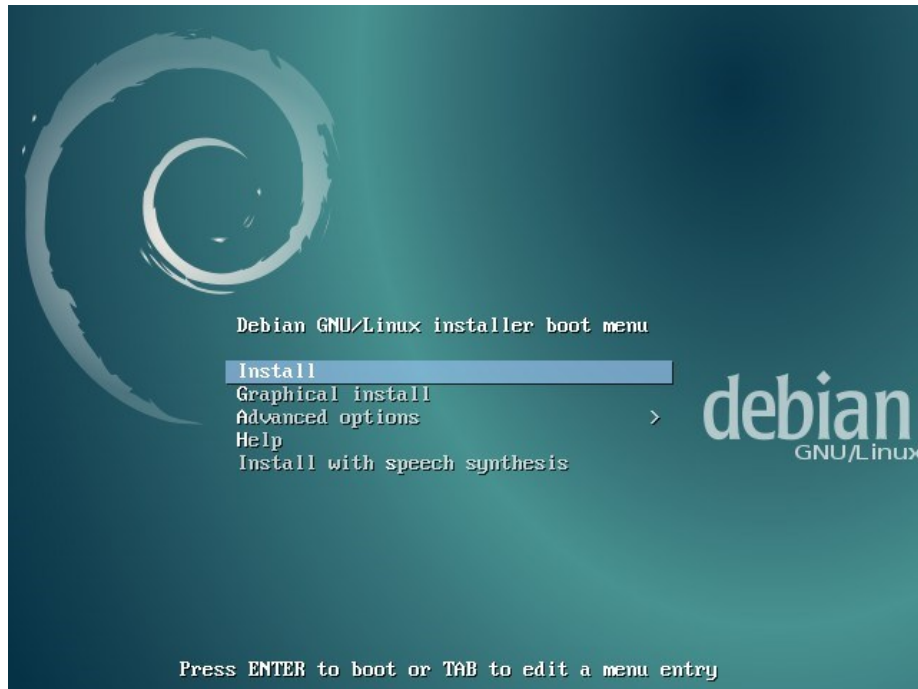 Debian GNU/Linux installer boot menu
Install
Graphical install
Advanced options >
Help
Install with speech synthesis
debian
GNU/Linux
Press ENTER to boot or TAB to edit a menu entry